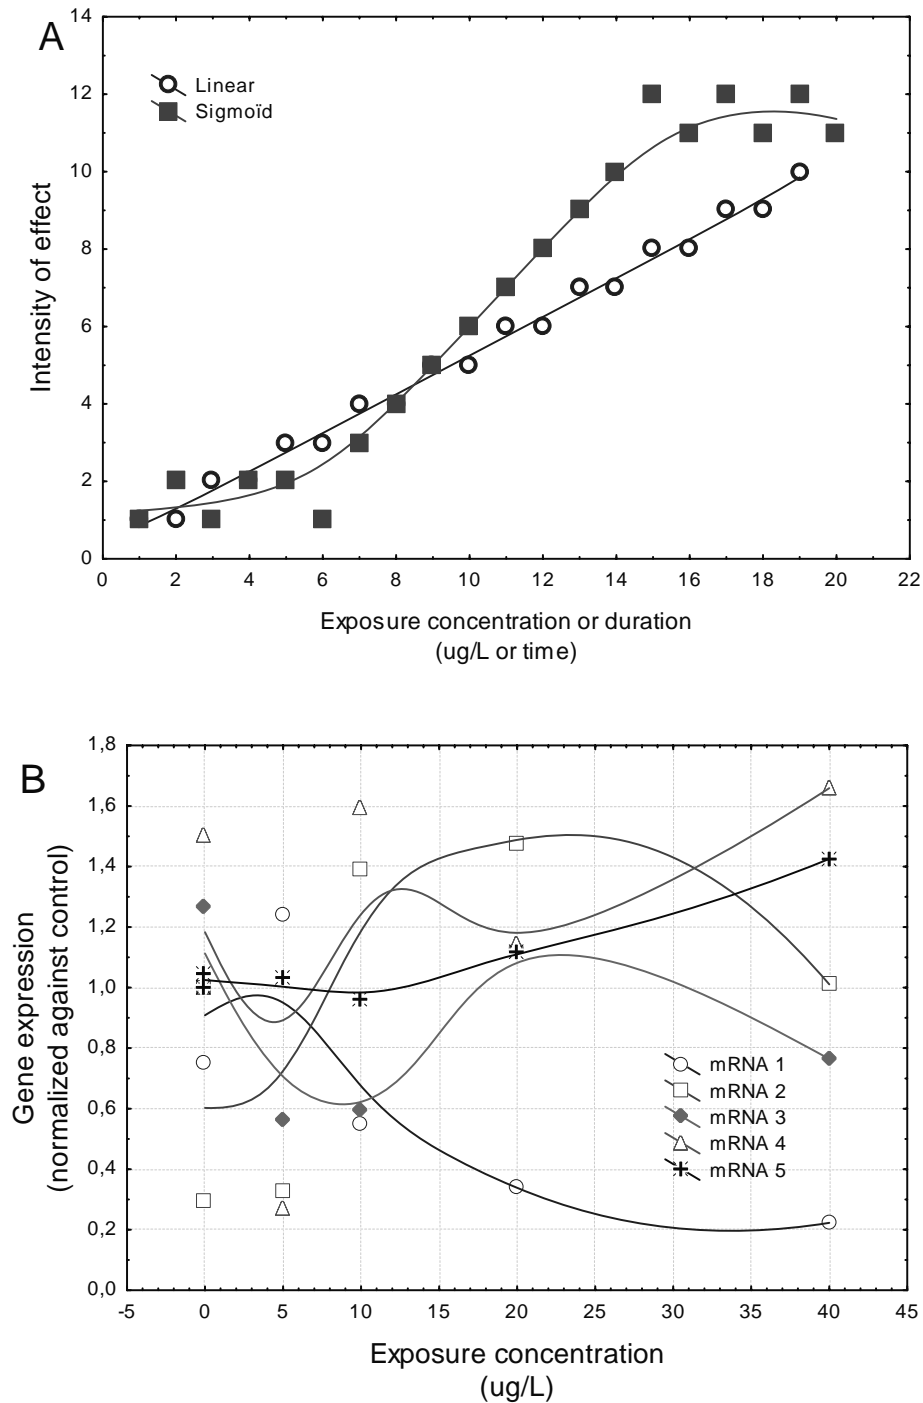 A
14
12
10
8
6
4
2
0
Intensity of effect
Linear
Sigmoïd
0 2 4 6 8 10 12 14 16 18 20 22
Exposure concentration or duration
(ug/L or time)
B
1,8
1,6
1,4
1,2
1,0
0,8
0,6
0,4
0,2
0,0
Gene expression
(normalized against control)
mRNA 1
mRNA 2
mRNA 3
mRNA 4
mRNA 5
-5 0 5 10 15 20 25 30 35 40 45
Exposure concentration
(ug/L)